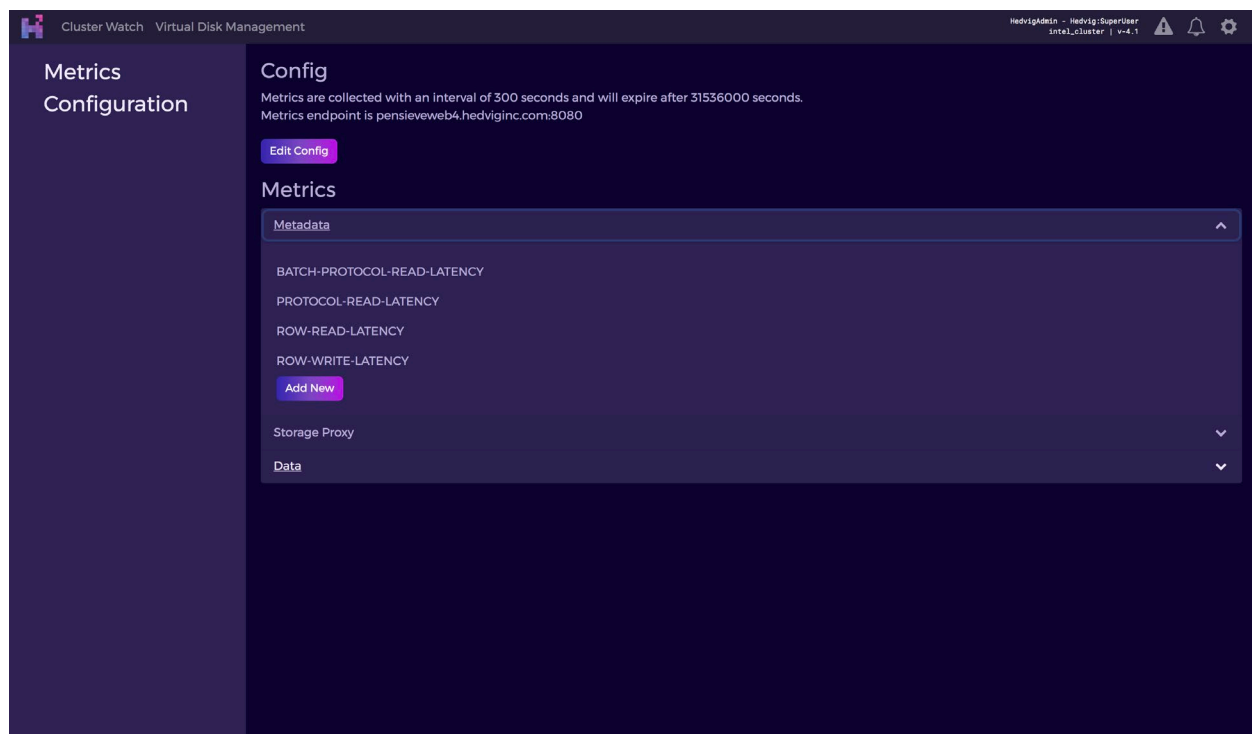 Cluster Watch Virtual Disk Management
HedvigAdmin - Hedvig:SuperUser
intel_cluster | v-4.1
Metrics
Configuration
Config
Metrics are collected with an interval of 300 seconds and will expire after 31536000 seconds.
Metrics endpoint is pensieveweb4.hedviginc.com:8080
Edit Config
Metrics
Metadata
BATCH-PROTOCOL-READ-LATENCY
PROTOCOL-READ-LATENCY
ROW-READ-LATENCY
ROW-WRITE-LATENCY
Add New
Storage Proxy
Data